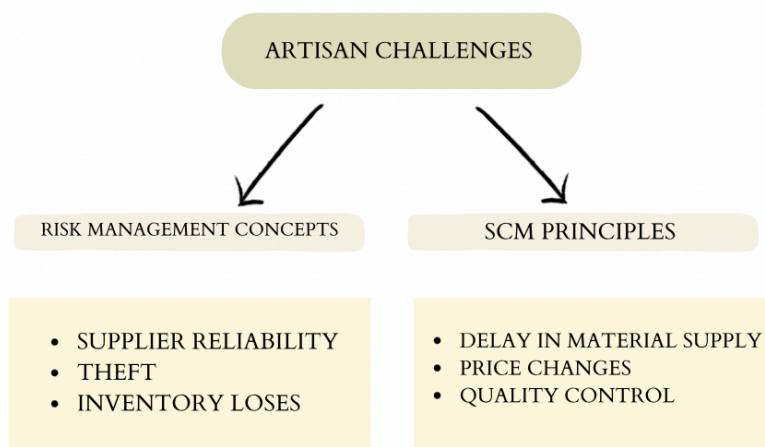 ARTISAN CHALLENGES
RISK MANAGEMENT CONCEPTS
SCM PRINCIPLES
• SUPPLIER RELIABILITY
• THEFT
• INVENTORY LOSES
• DELAY IN MATERIAL SUPPLY
• PRICE CHANGES
• QUALITY CONTROL